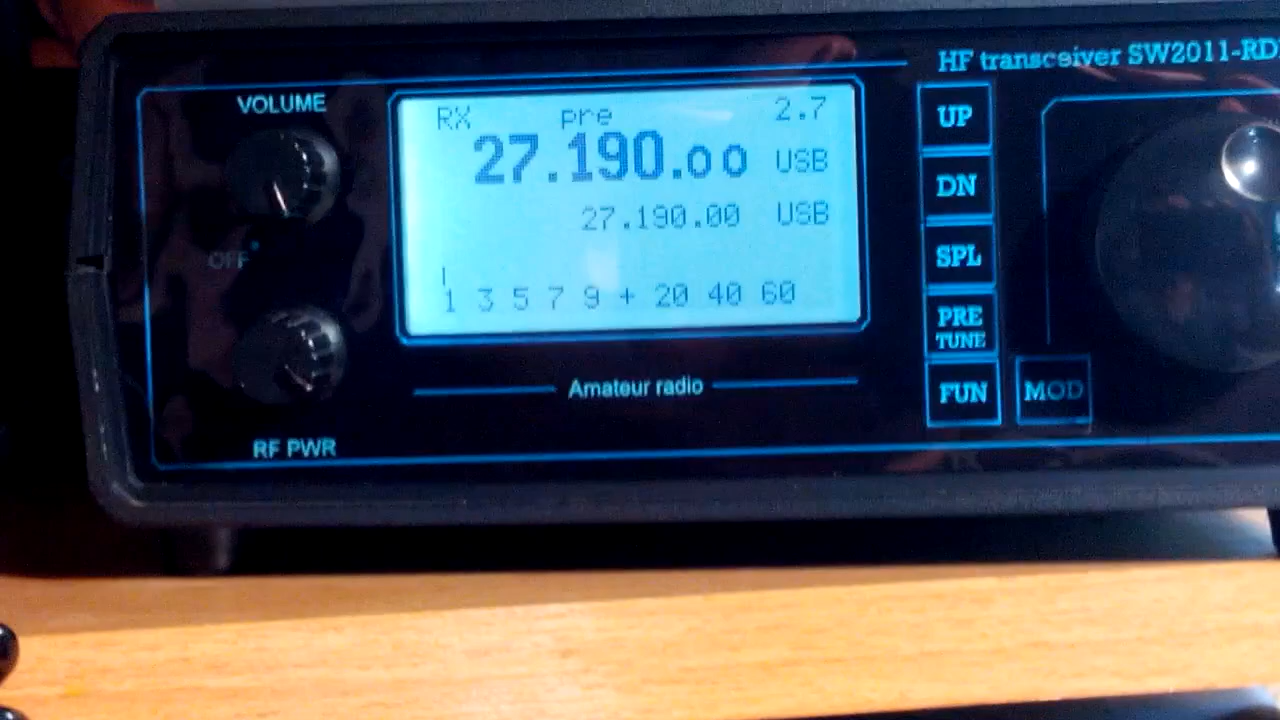 HF transceiver SW2011-RD
VOLUME
OFF
RF PWR
RX pre 2.7
27.190.00 USB
27.190.00 USB
1 3 5 7 9 + 20 40 60
Amateur radio
UP
DN
SPL
PRE
TUNE
FUN
MOD